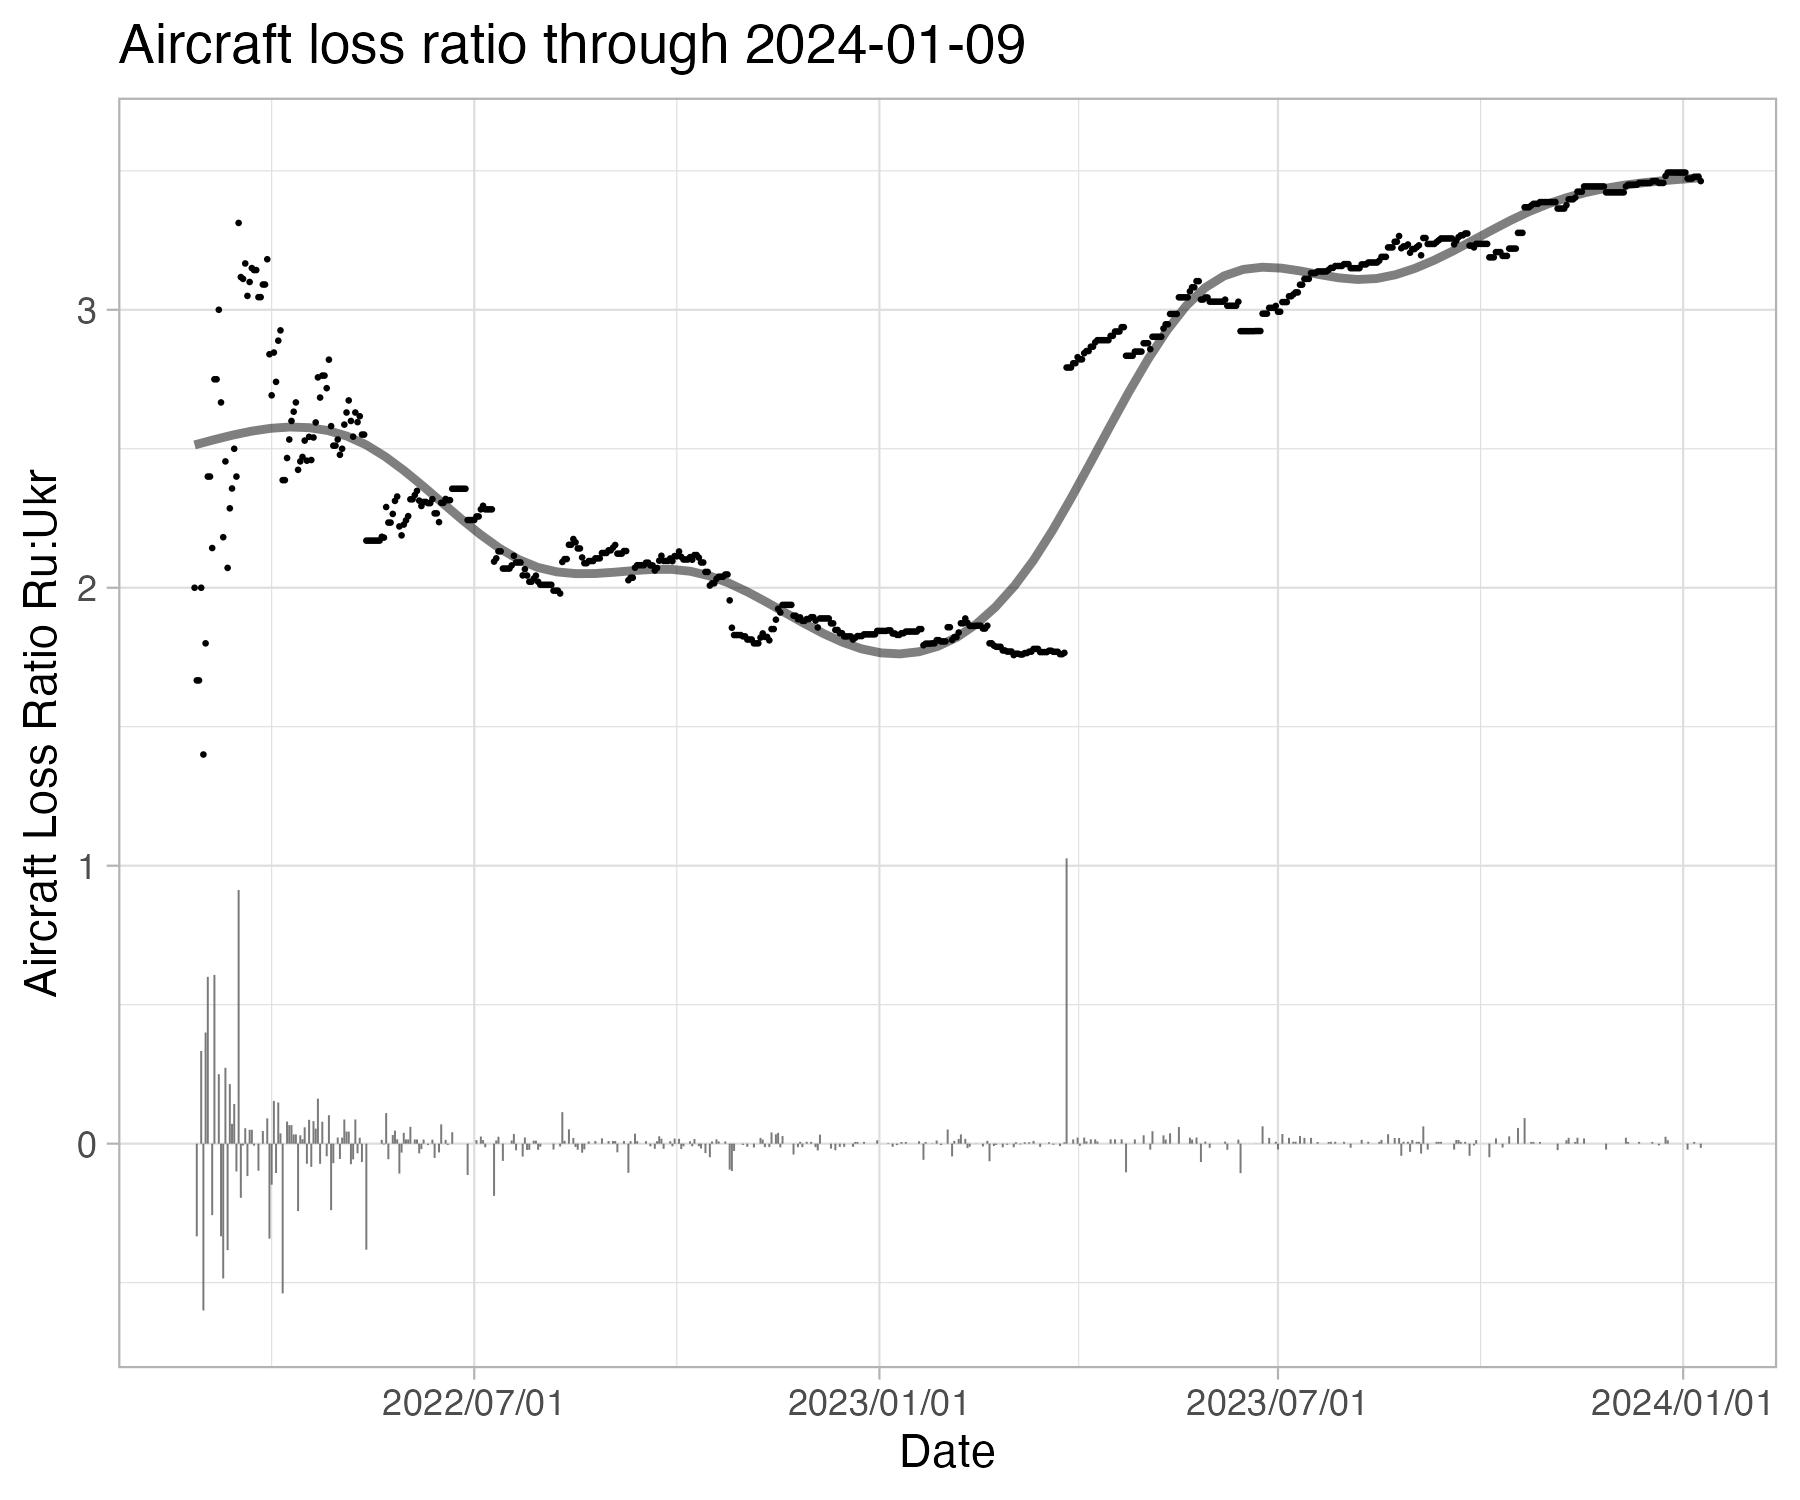 Aircraft loss ratio through 2024-01-09
Aircraft Loss Ratio Ru:Ukr
3
2
1
0
2022/07/01
2023/01/01
2023/07/01
2024/01/01
Date